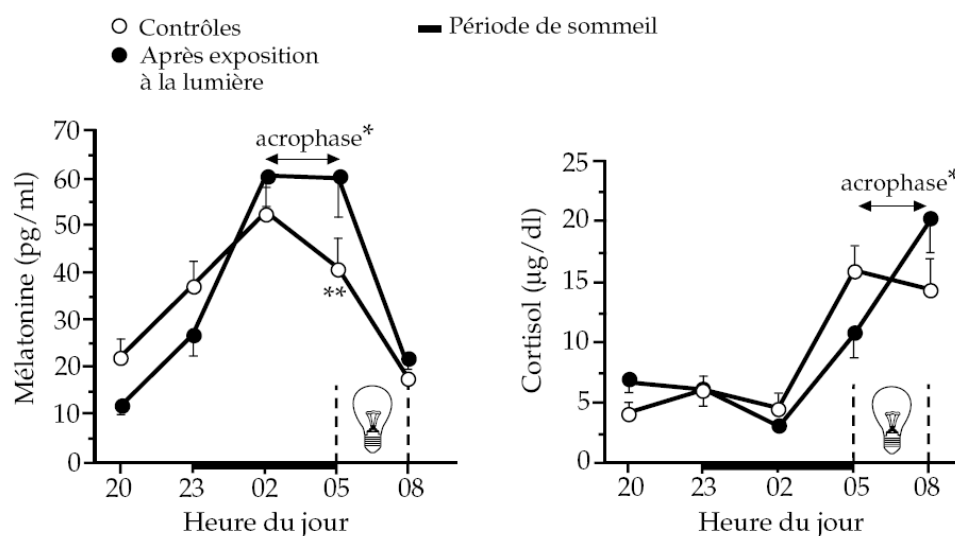 Contrôles
Période de sommeil
Après exposition
à la lumière
Mélatonine (pg/ml)
70
60
50
40
30
20
10
0
acrophase*
**
20
23
02
05
08
Heure du jour
Cortisol (µg/dl)
25
20
15
10
5
0
acrophase*
20
23
02
05
08
Heure du jour